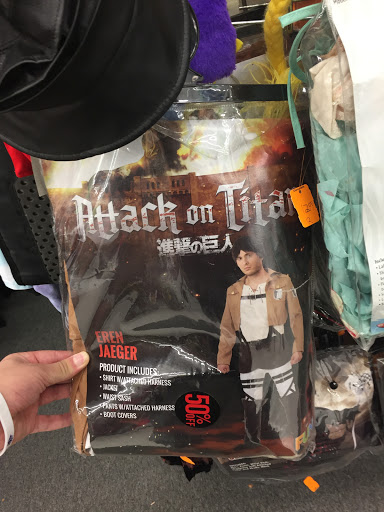 Attack on Titan
進撃の巨人
EREN
JAEGER
PRODUCT INCLUDES:
• SHIRT W/ATTACHED HARNESS
• JACKET
• WAIST SASH
• PANTS W/ATTACHED HARNESS
• BOOT COVERS
50%
OFF